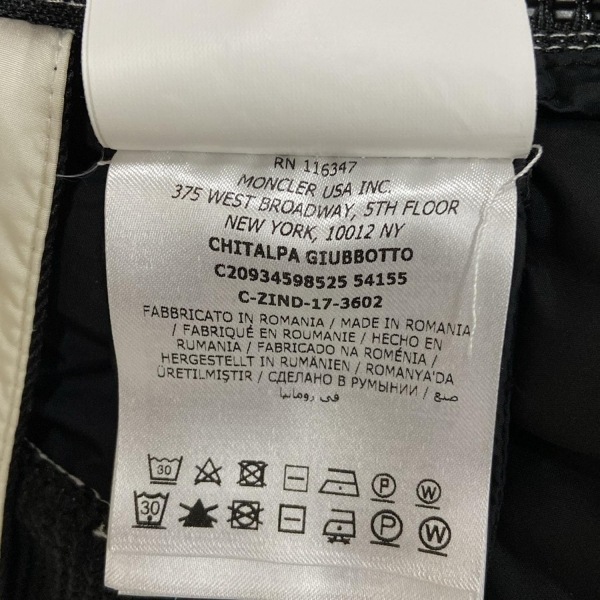 RN 116347
MONCLER USA INC.
375 WEST BROADWAY, 5TH FLOOR
NEW YORK, 10012 NY
CHITALPA GIUBBOTTO
C20934598525 54155
C-ZIND-17-3602
FABBRICATO IN ROMANIA / MADE IN ROMANIA
/ FABRIQUÉ EN ROUMANIE / HECHO EN
RUMANIA / FABRICADO NA ROMÉNIA /
HERGESTELLT IN RUMÄNIEN / ROMANYA'DA
ÜRETILMIŞTIR / СДЕЛАНО В РУМЫНИИ / صنع
في رومانيا
30 P W
30 P W